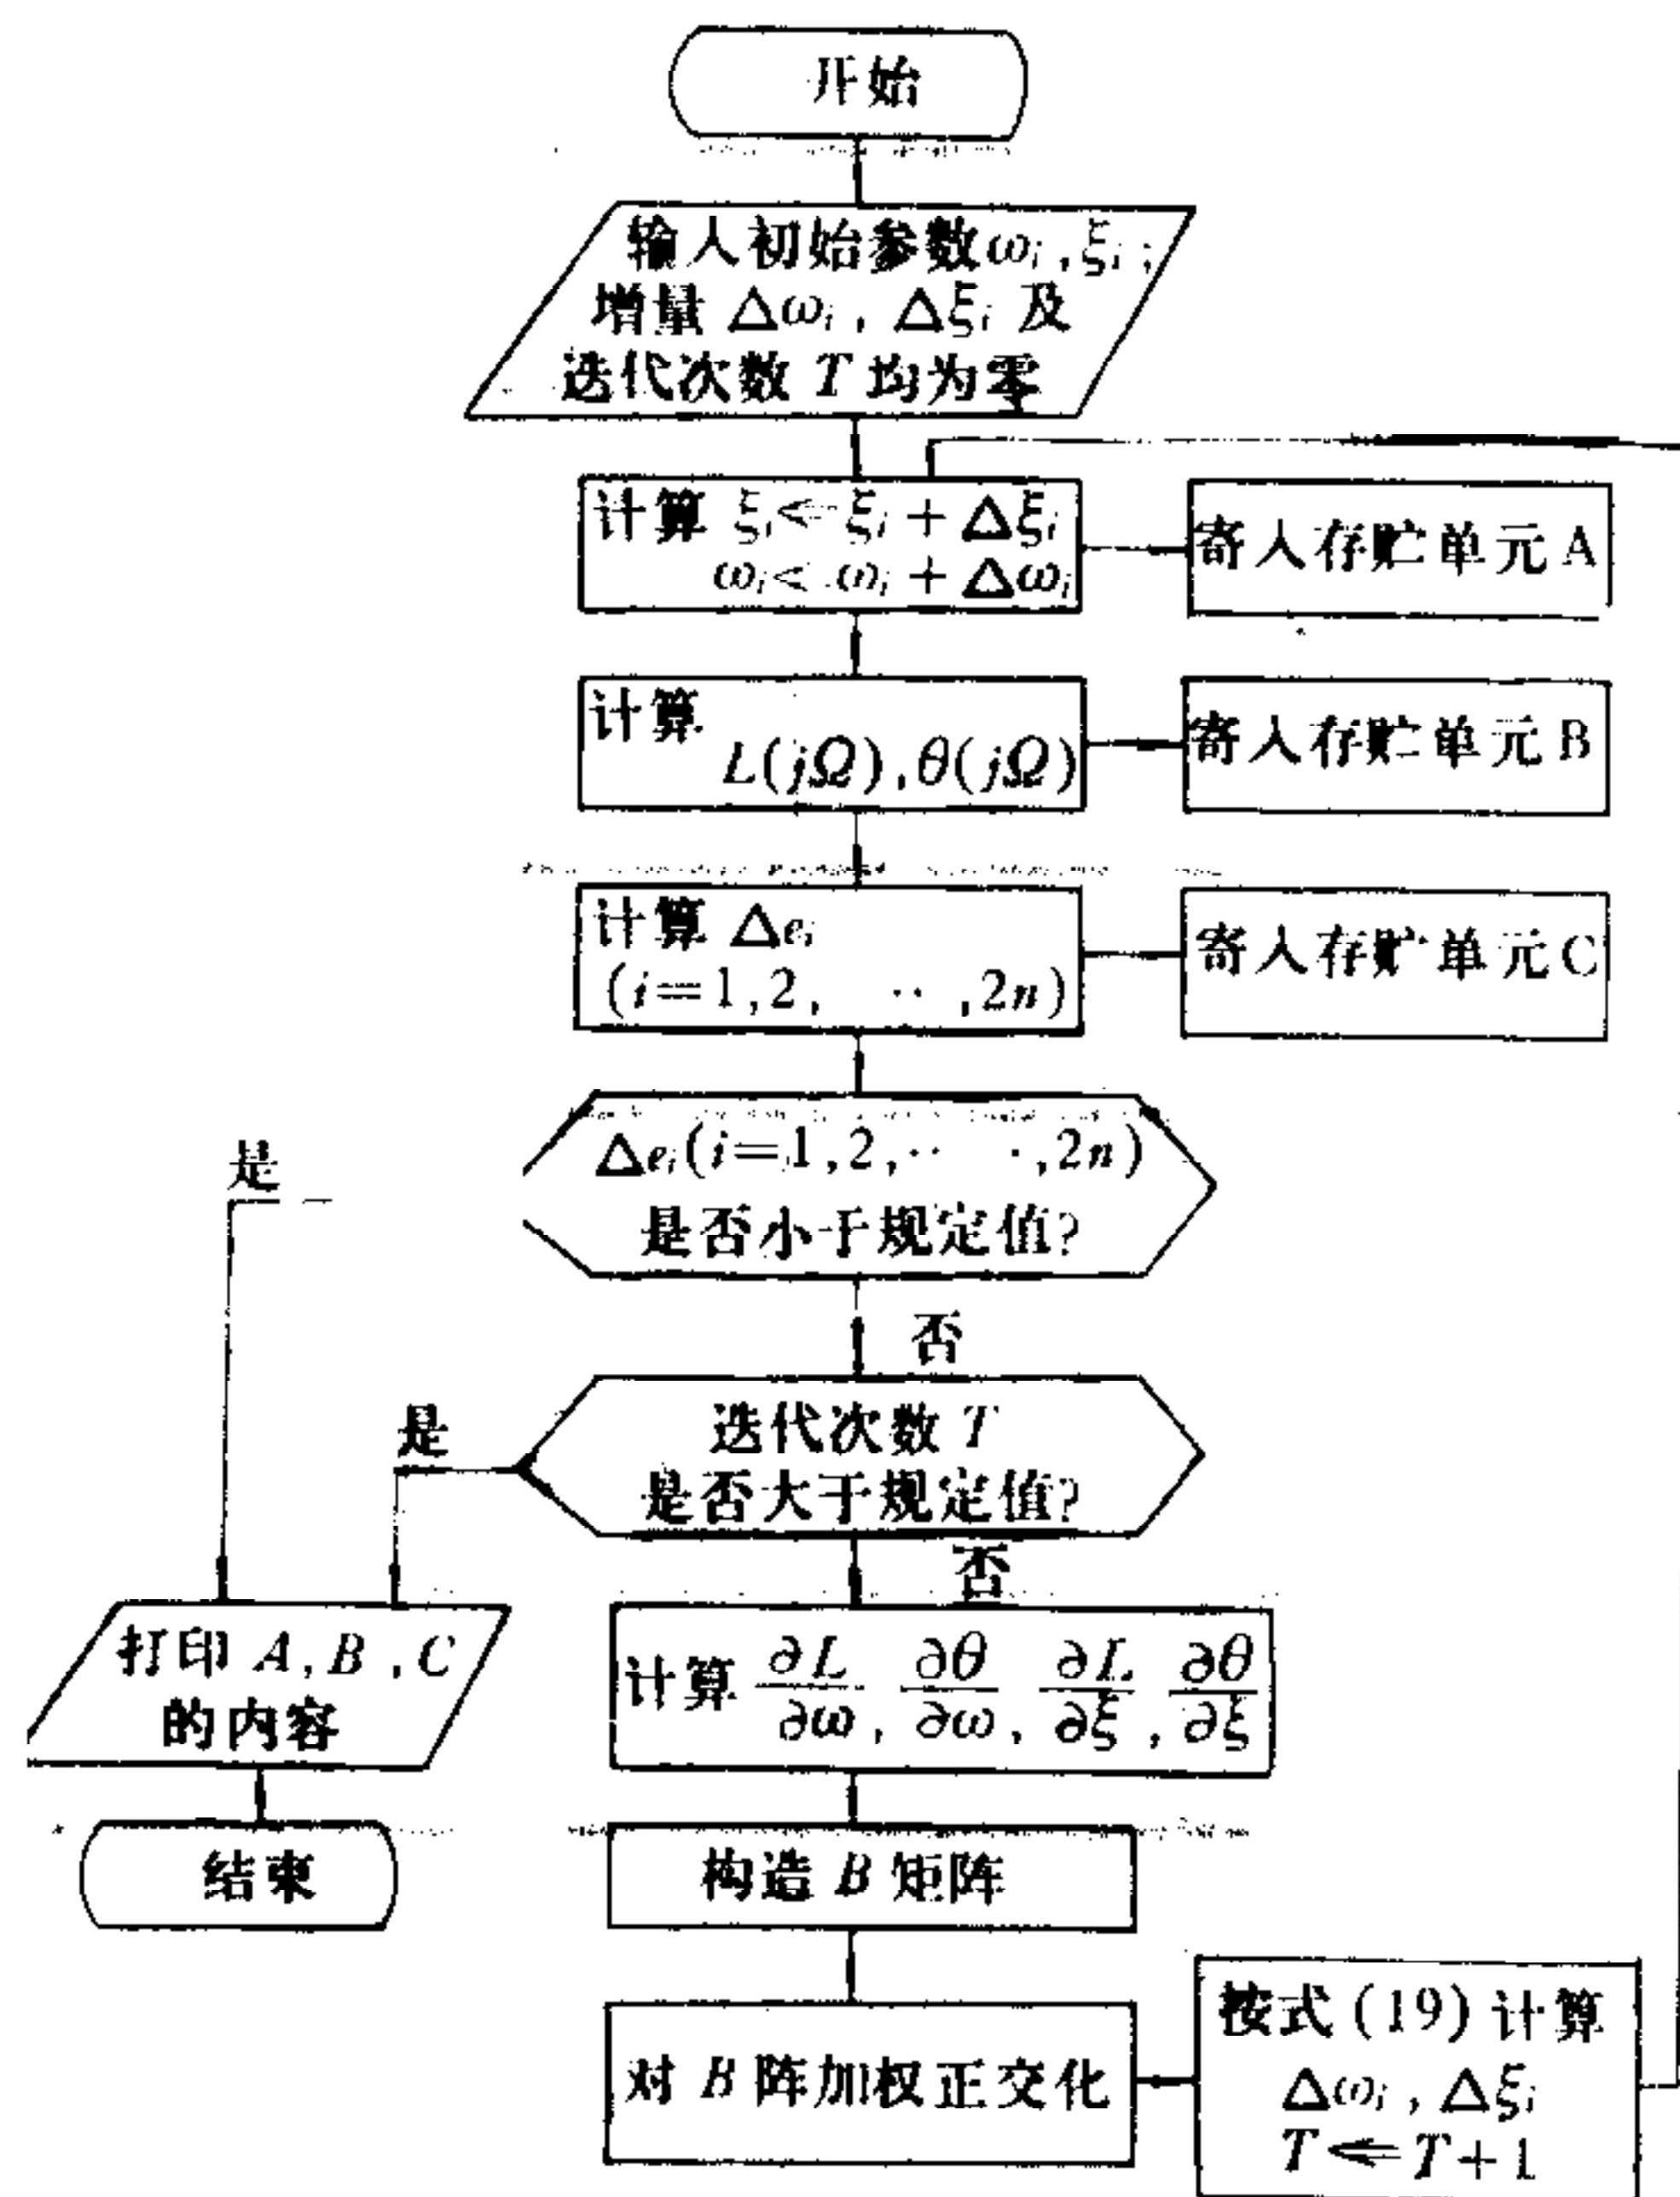 开始
输入初始参数ωᵢ,ξᵢ;
增量 Δωᵢ, Δξᵢ 及
迭代次数 T 均为零
计算 ξᵢ⇐ξᵢ+Δξᵢ
ωᵢ<ωᵢ+Δωᵢ
寄入存贮单元A
计算
L(jΩ),θ(jΩ)
寄入存贮单元B
计算 Δeᵢ
(i=1,2, ‥,2n)
寄入存贮单元C
Δeᵢ(i=1,2,‥ ·,2n)
是否小于规定值?
是
否
迭代次数 T
是否大于规定值?
是
否
打印 A,B,C
的内容
计算 ∂L/∂ω, ∂θ/∂ω, ∂L/∂ξ, ∂θ/∂ξ
结束
构造 B 矩阵
对 B 阵加权正交化
按式(19)计算
Δωᵢ, Δξᵢ
T⇐T+1